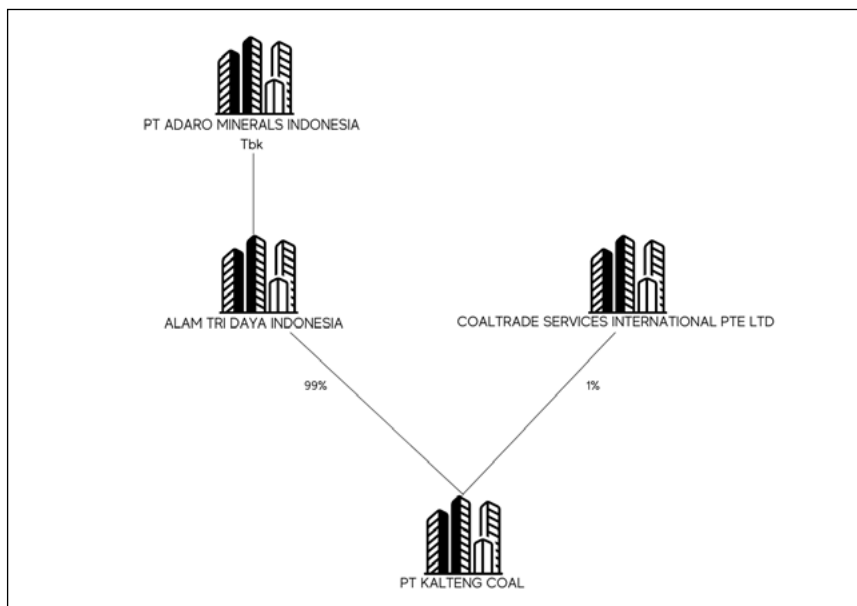 PT ADARO MINERALS INDONESIA
Tbk
ALAM TRI DAYA INDONESIA
COALTRADE SERVICES INTERNATIONAL PTE LTD
99%
1%
PT KALTENG COAL